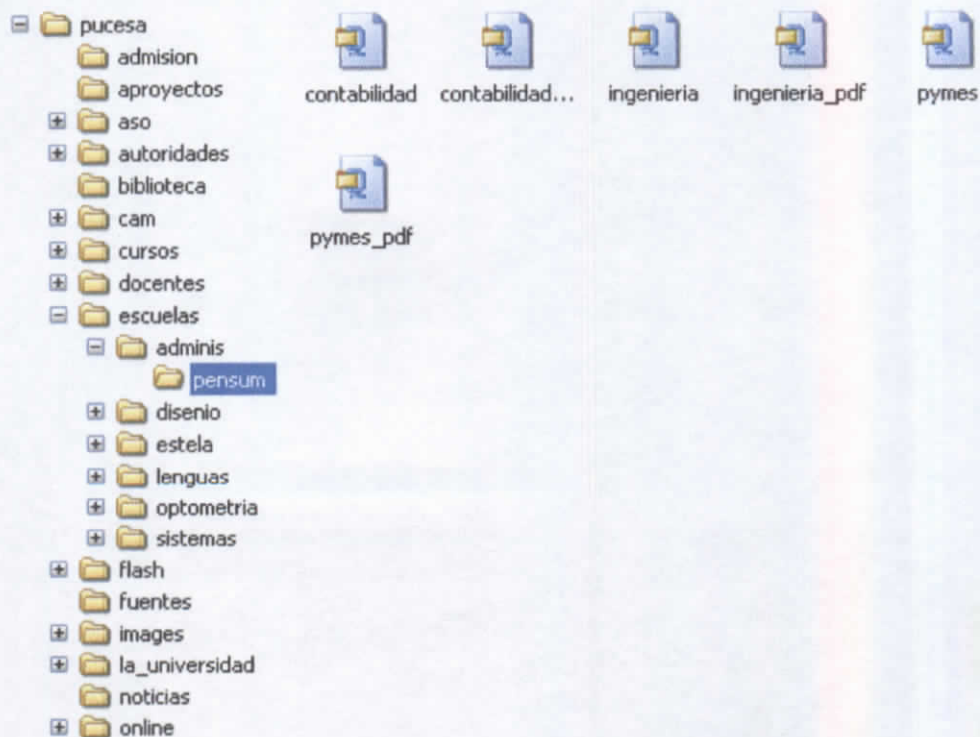 pucesa
admision
aproyectos
aso
autoridades
biblioteca
cam
cursos
docentes
escuelas
adminis
pensum
disenio
estela
lenguas
optometria
sistemas
flash
fuentes
images
la_universidad
noticias
online
contabilidad contabilidad... ingenieria ingenieria_pdf pymes
pymes_pdf